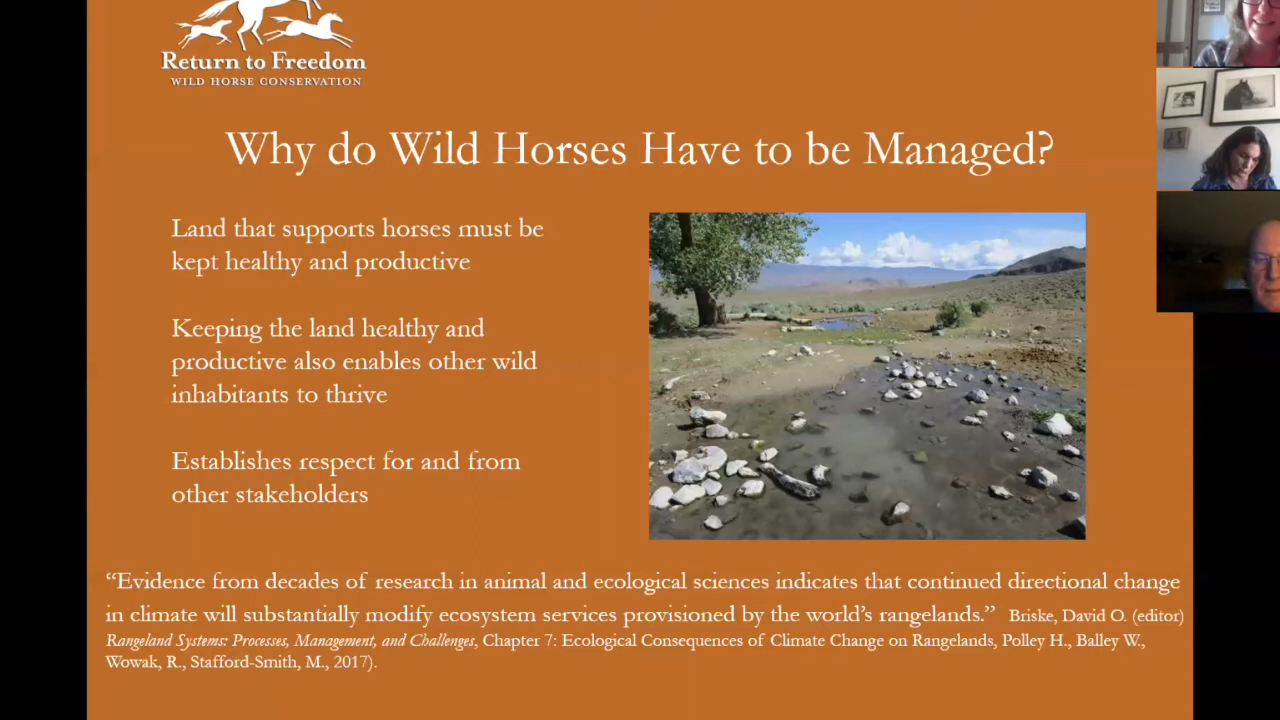 Return to Freedom
WILD HORSE CONSERVATION
Why do Wild Horses Have to be Managed?
Land that supports horses must be
kept healthy and productive
Keeping the land healthy and
productive also enables other wild
inhabitants to thrive
Establishes respect for and from
other stakeholders
“Evidence from decades of research in animal and ecological sciences indicates that continued directional change
in climate will substantially modify ecosystem services provisioned by the world’s rangelands.” Briske, David O. (editor)
Rangeland Systems: Processes, Management, and Challenges, Chapter 7: Ecological Consequences of Climate Change on Rangelands, Polley H., Balley W.,
Wowak, R., Stafford-Smith, M., 2017).